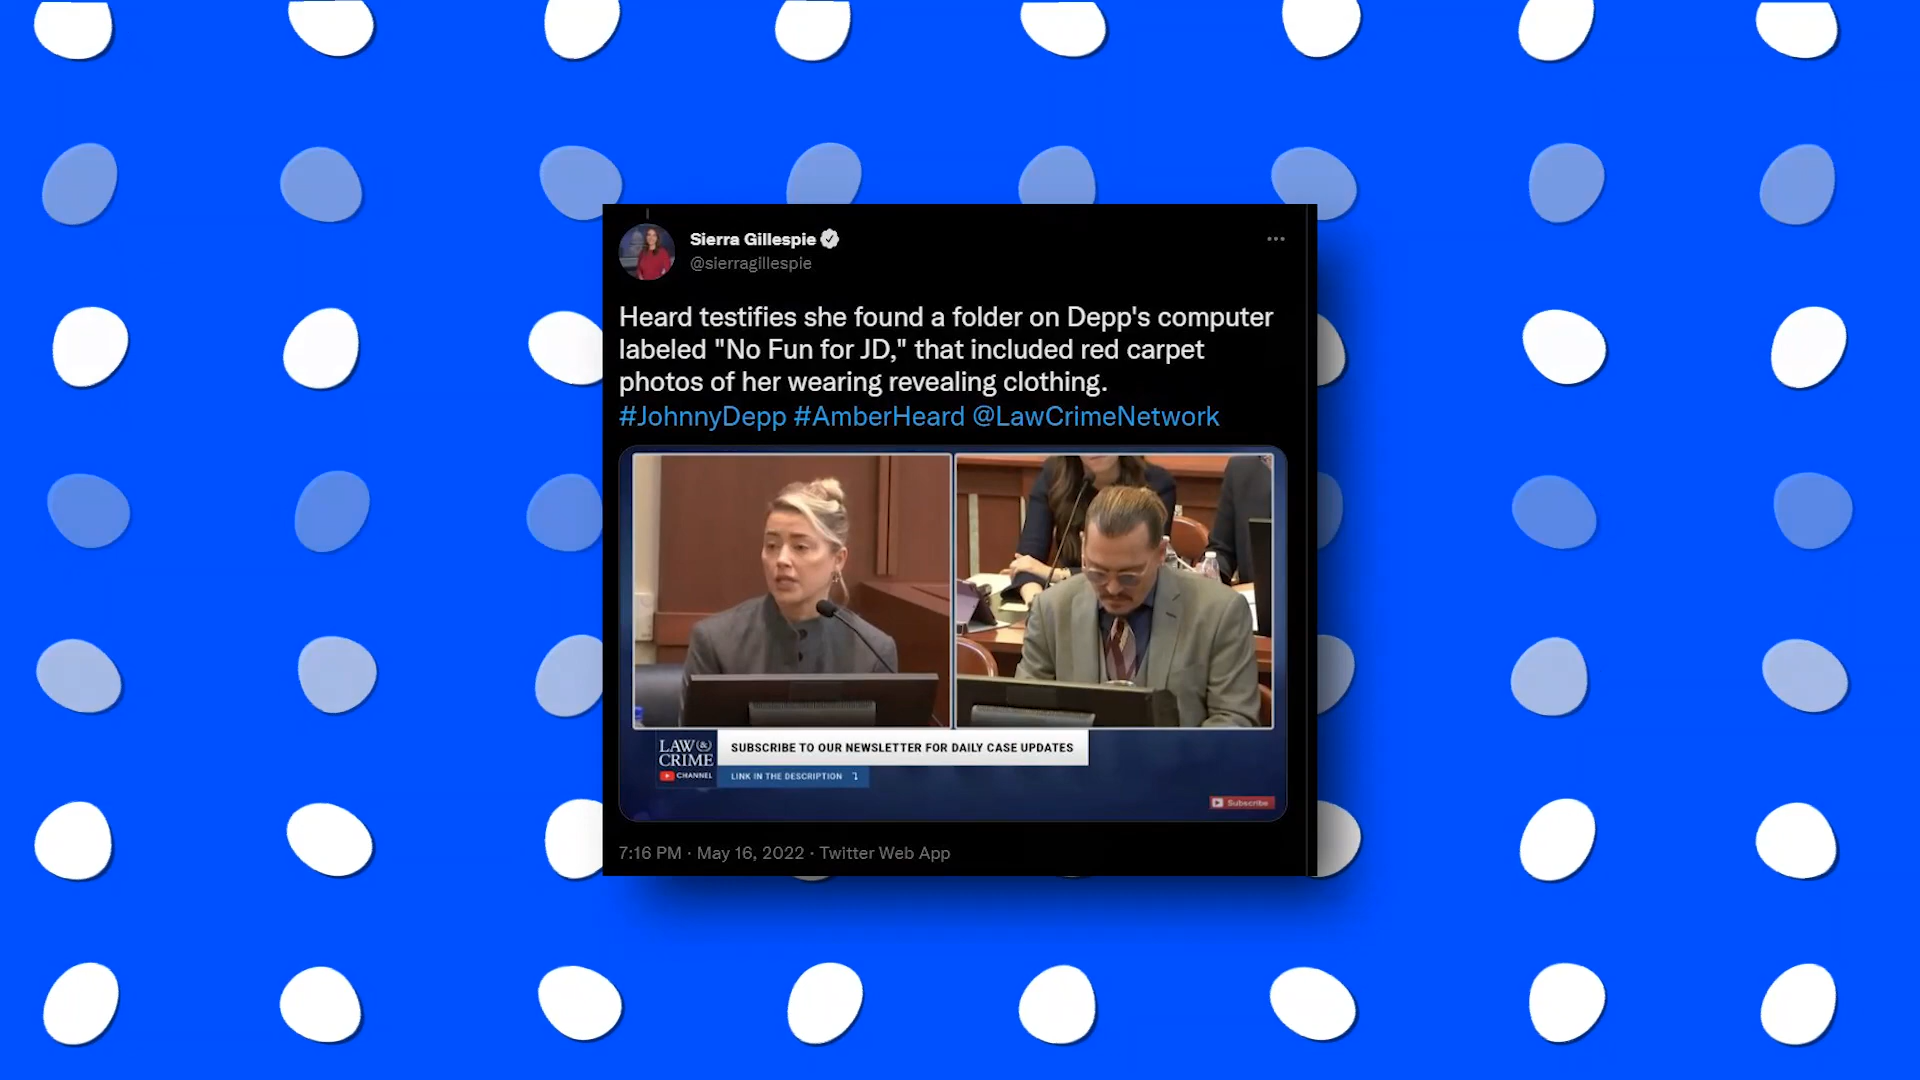 Sierra Gillespie
@sierragillespie
Heard testifies she found a folder on Depp's computer
labeled "No Fun for JD," that included red carpet
photos of her wearing revealing clothing.
#JohnnyDepp #AmberHeard @LawCrimeNetwork
LAW &
CRIME
CHANNEL
SUBSCRIBE TO OUR NEWSLETTER FOR DAILY CASE UPDATES
LINK IN THE DESCRIPTION
Subscribe
7:16 PM · May 16, 2022 · Twitter Web App